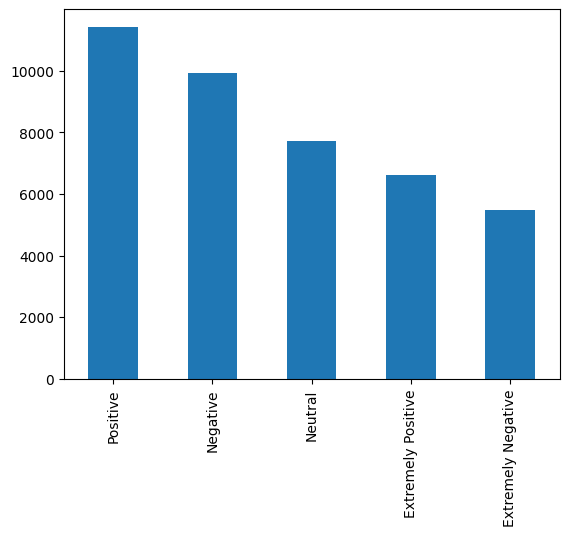 10000
8000
6000
4000
2000
0
Positive
Negative
Neutral
Extremely Positive
Extremely Negative